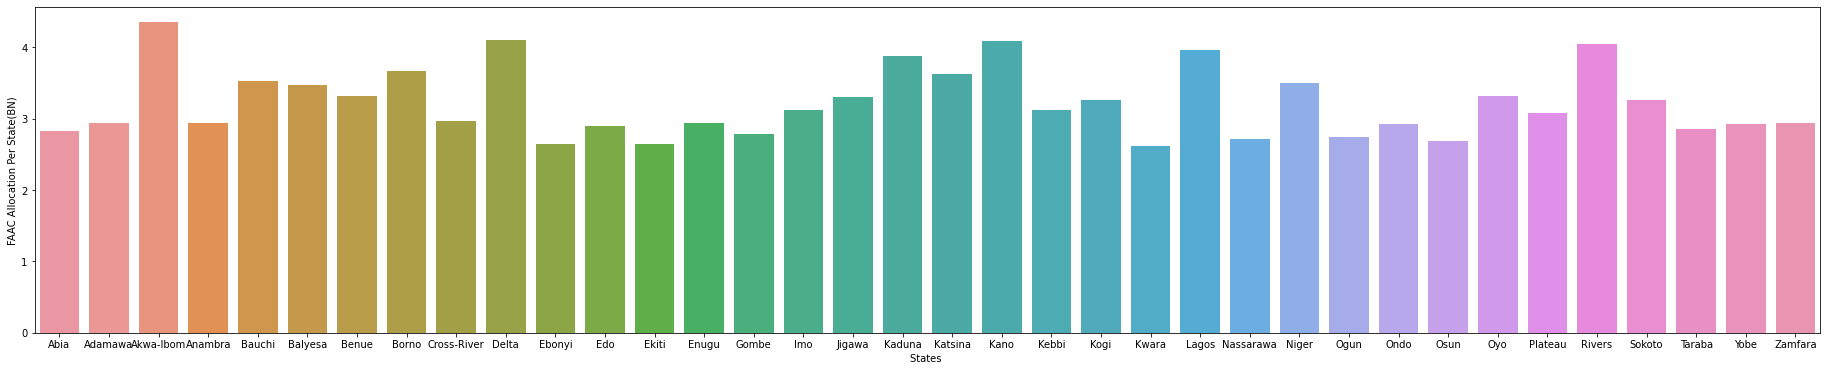 FAAC Allocation Per State(BN)
4
3
2
1
0
Abia Adamawa Akwa-Ibom Anambra Bauchi Balyesa Benue Borno Cross-River Delta Ebonyi Edo Ekiti Enugu Gombe Imo Jigawa Kaduna Katsina Kano Kebbi Kogi Kwara Lagos Nassarawa Niger Ogun Ondo Osun Oyo Plateau Rivers Sokoto Taraba Yobe Zamfara
States